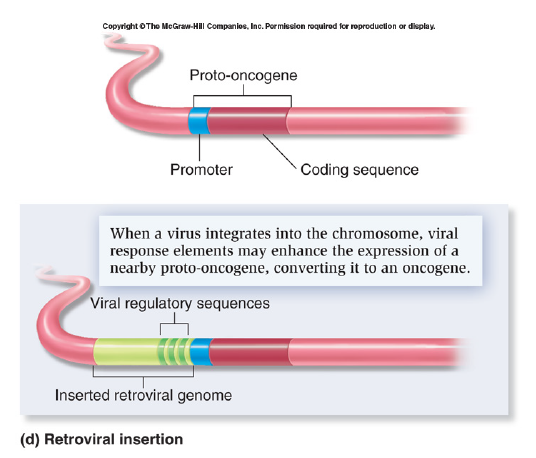 Copyright © The McGraw-Hill Companies, Inc. Permission required for reproduction or display.
Proto-oncogene
Promoter
Coding sequence
When a virus integrates into the chromosome, viral
response elements may enhance the expression of a
nearby proto-oncogene, converting it to an oncogene.
Viral regulatory sequences
Inserted retroviral genome
(d) Retroviral insertion